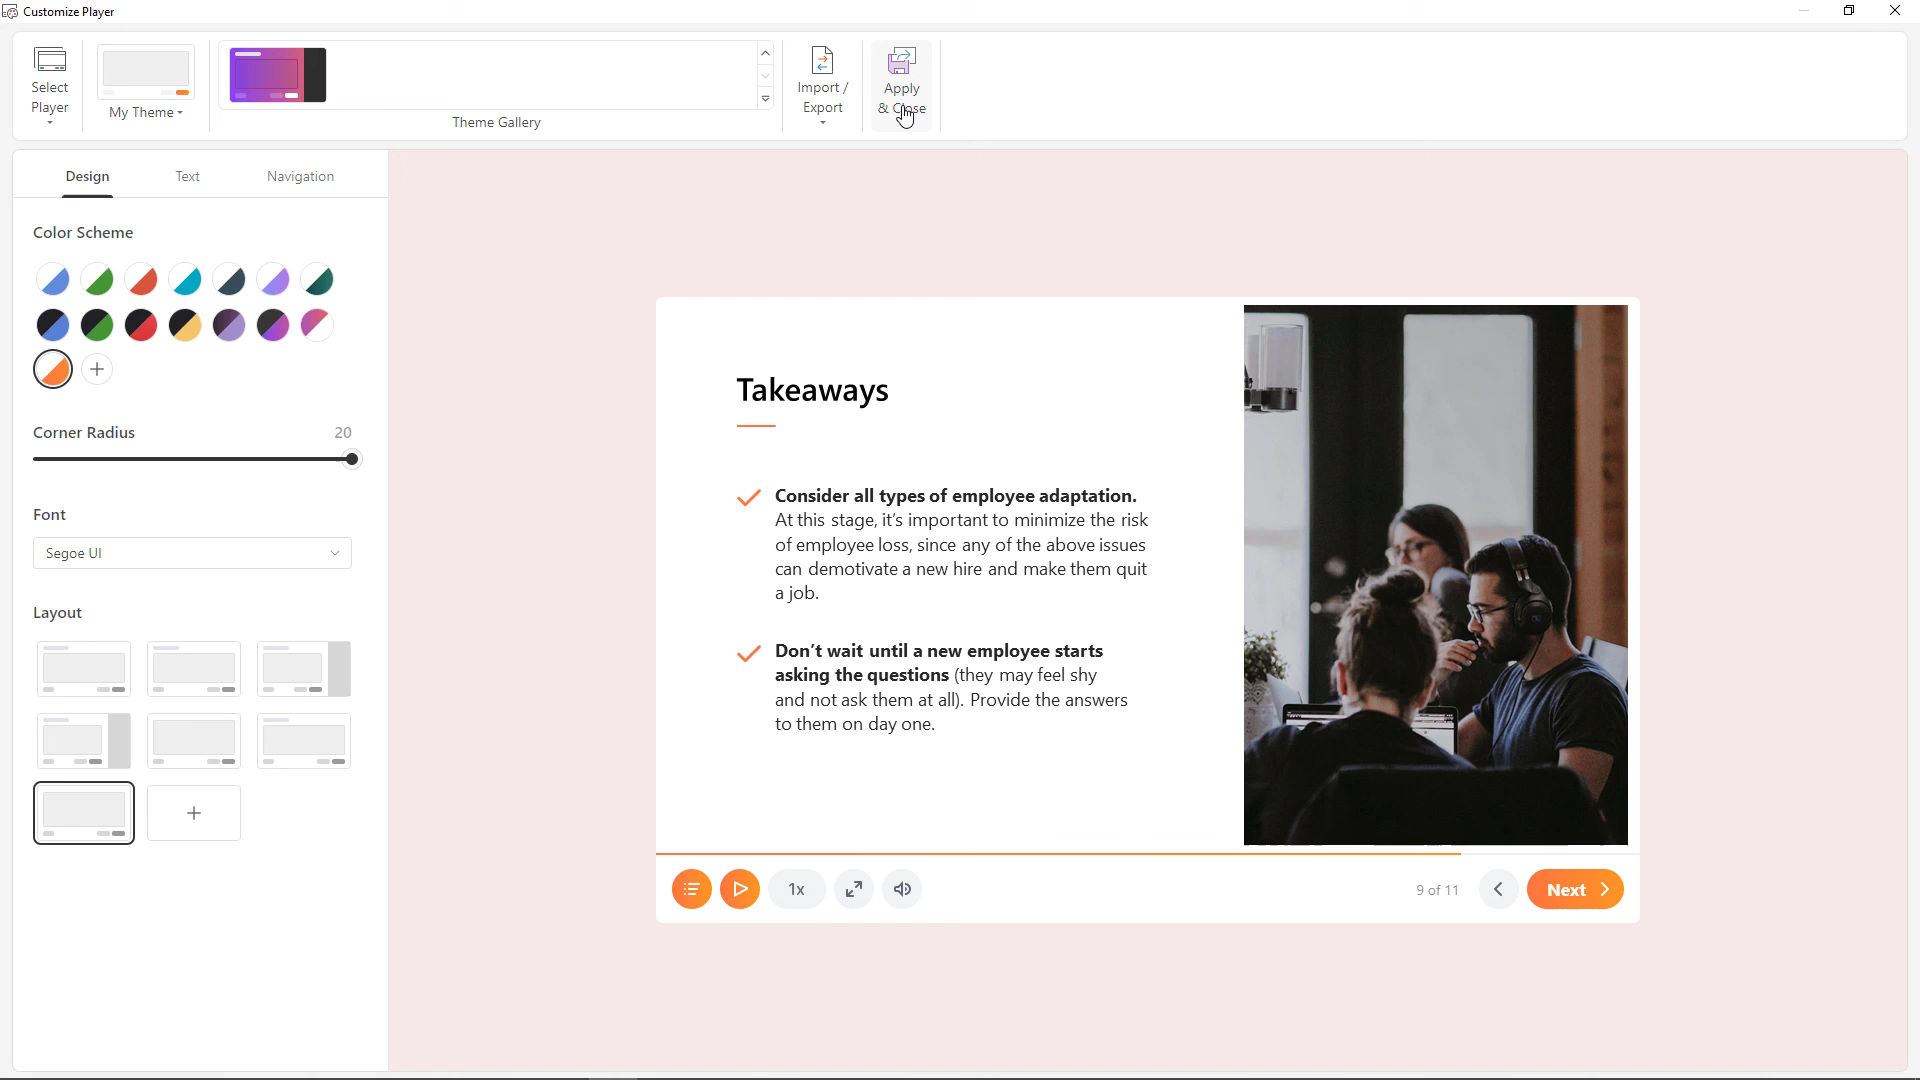 Customize Player
Select
Player
My Theme
Theme Gallery
Import /
Export
Apply
& Close
Design
Text
Navigation
Color Scheme
Corner Radius
20
Font
Segoe UI
Layout
Takeaways
Consider all types of employee adaptation.
At this stage, it's important to minimize the risk
of employee loss, since any of the above issues
can demotivate a new hire and make them quit
a job.
Don't wait until a new employee starts
asking the questions (they may feel shy
and not ask them at all). Provide the answers
to them on day one.
1x
9 of 11
Next